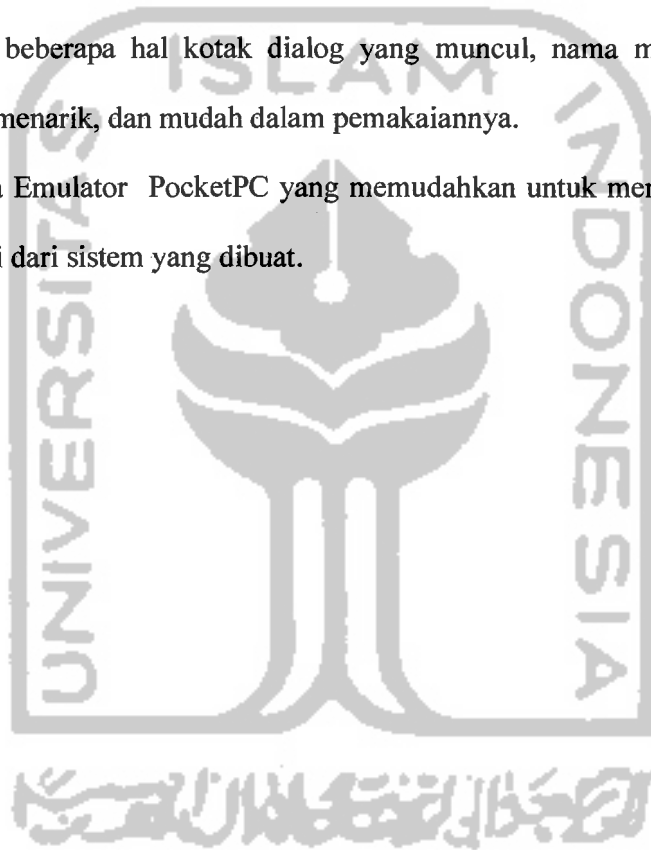 beberapa hal kotak dialog yang muncul, nama m
menarik, dan mudah dalam pemakaiannya.
Emulator PocketPC yang memudahkan untuk mer
i dari sistem yang dibuat.
ISLAM
UNIVERSITAS
INDONESIA